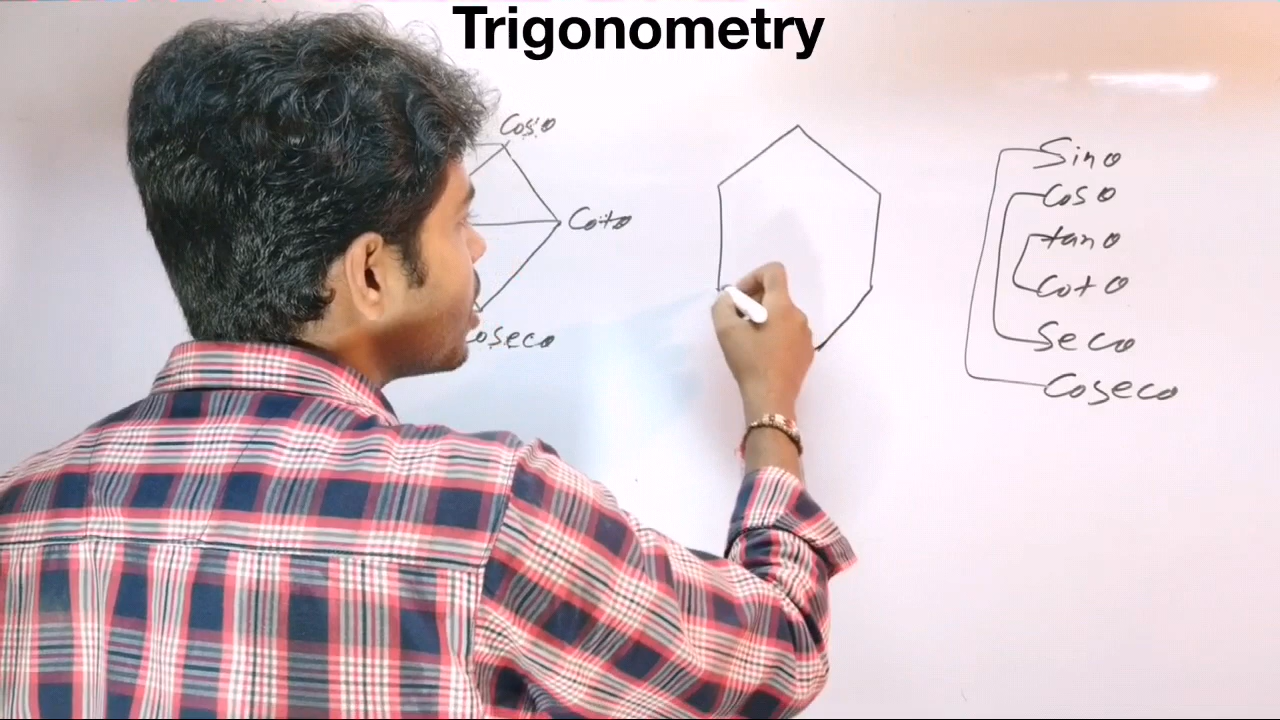 Trigonometry
Cosθ
Cotθ
osecθ
Sinθ
Cosθ
tanθ
Cotθ
Secθ
Cosecθ